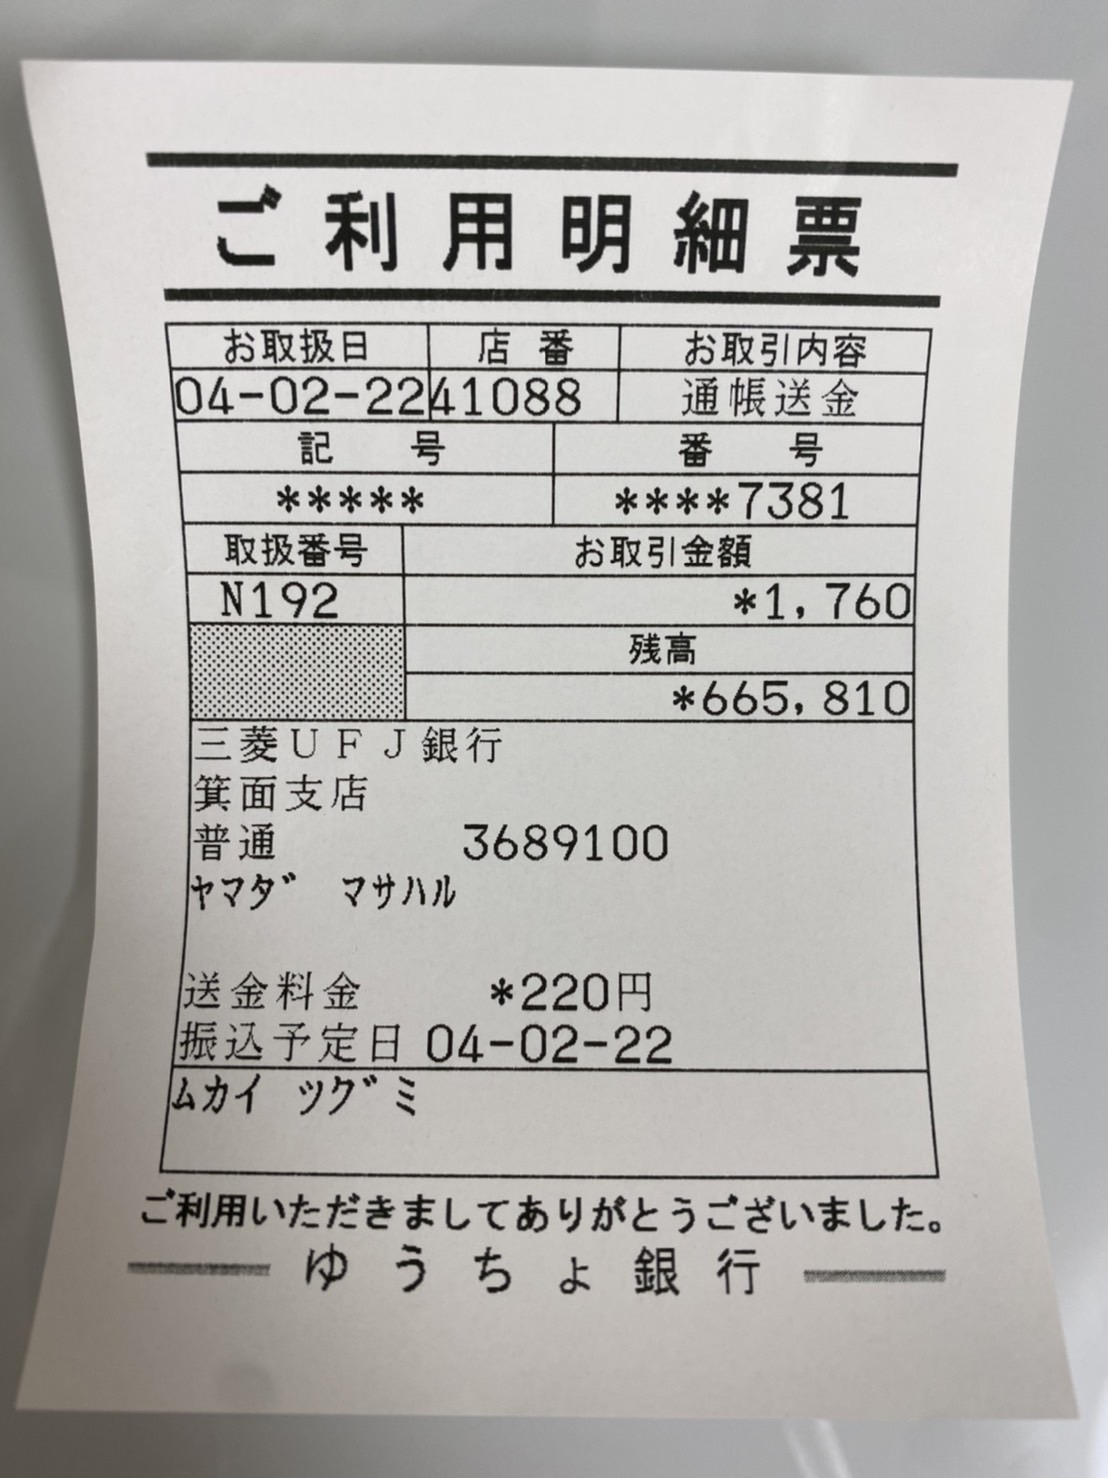 ご利用明細票
お取扱日 店番 お取引内容
04-02-22 41088 通帳送金
記号 番号
***** ****7381
取扱番号 お取引金額
N192 *1,760
残高
*665,810
三菱UFJ銀行
箕面支店
普通 3689100
ヤマダ マサハル
送金料金 *220円
振込予定日 04-02-22
ムカイ ツグミ
ご利用いただきましてありがとうございました。
ゆうちょ銀行